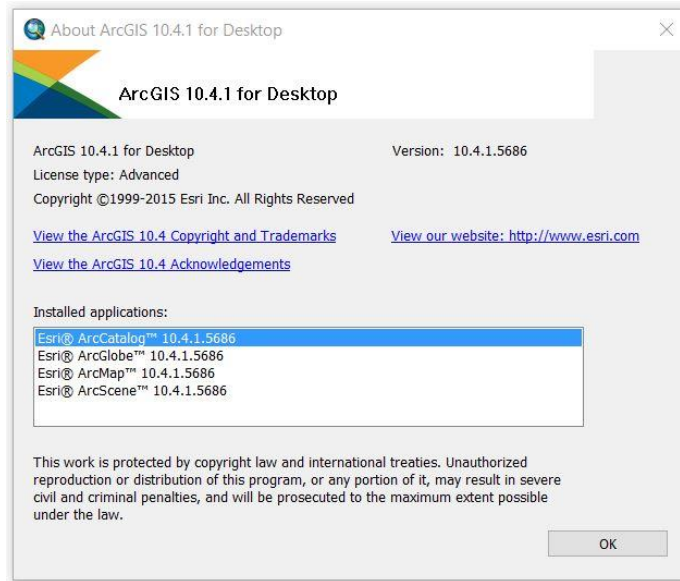 About ArcGIS 10.4.1 for Desktop
ArcGIS 10.4.1 for Desktop
ArcGIS 10.4.1 for Desktop
Version: 10.4.1.5686
License type: Advanced
Copyright ©1999-2015 Esri Inc. All Rights Reserved
View the ArcGIS 10.4 Copyright and Trademarks
View our website: http://www.esri.com
View the ArcGIS 10.4 Acknowledgements
Installed applications:
Esri® ArcCatalog™ 10.4.1.5686
Esri® ArcGlobe™ 10.4.1.5686
Esri® ArcMap™ 10.4.1.5686
Esri® ArcScene™ 10.4.1.5686
This work is protected by copyright law and international treaties. Unauthorized
reproduction or distribution of this program, or any portion of it, may result in severe
civil and criminal penalties, and will be prosecuted to the maximum extent possible
under the law.
OK